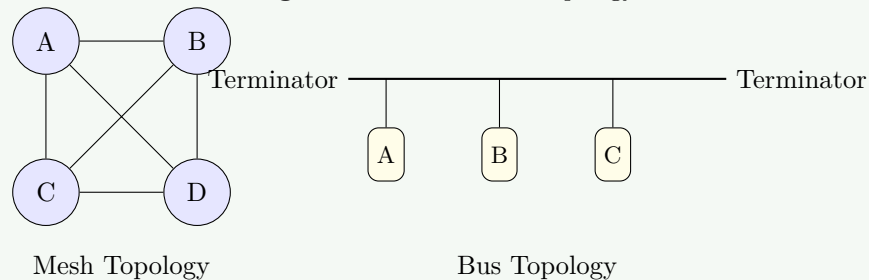 A B
Terminator Terminator
A B C
C D
Mesh Topology Bus Topology